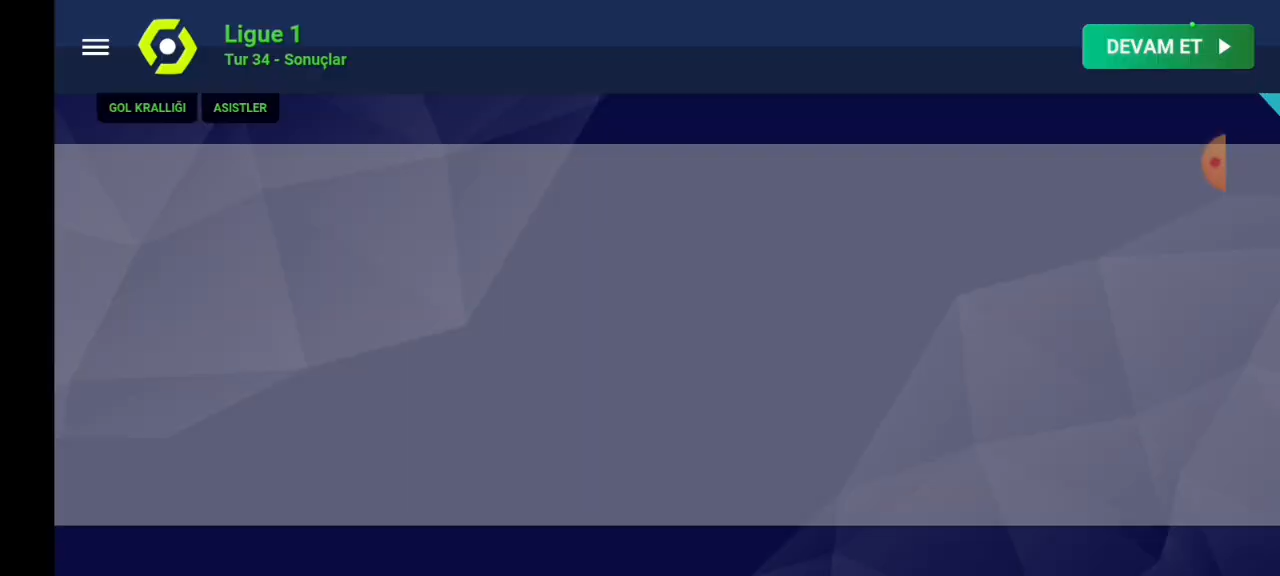 Ligue 1
Tur 34 - Sonuçlar
DEVAM ET
GOL KRALLIĞI
ASISTLER